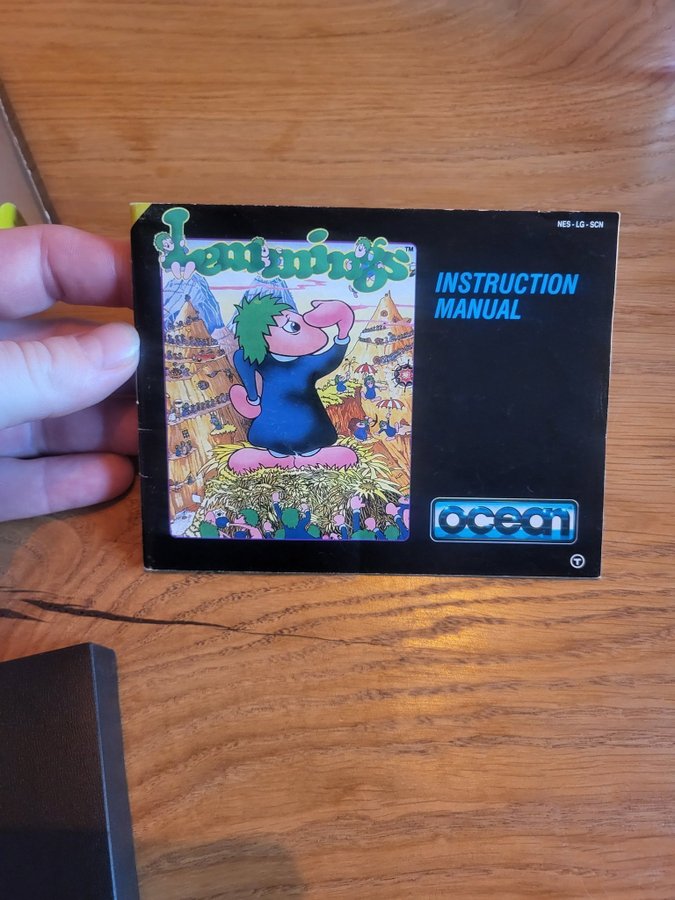 Lemmings™
NES - LG - SCN
INSTRUCTION
MANUAL
ocean
T